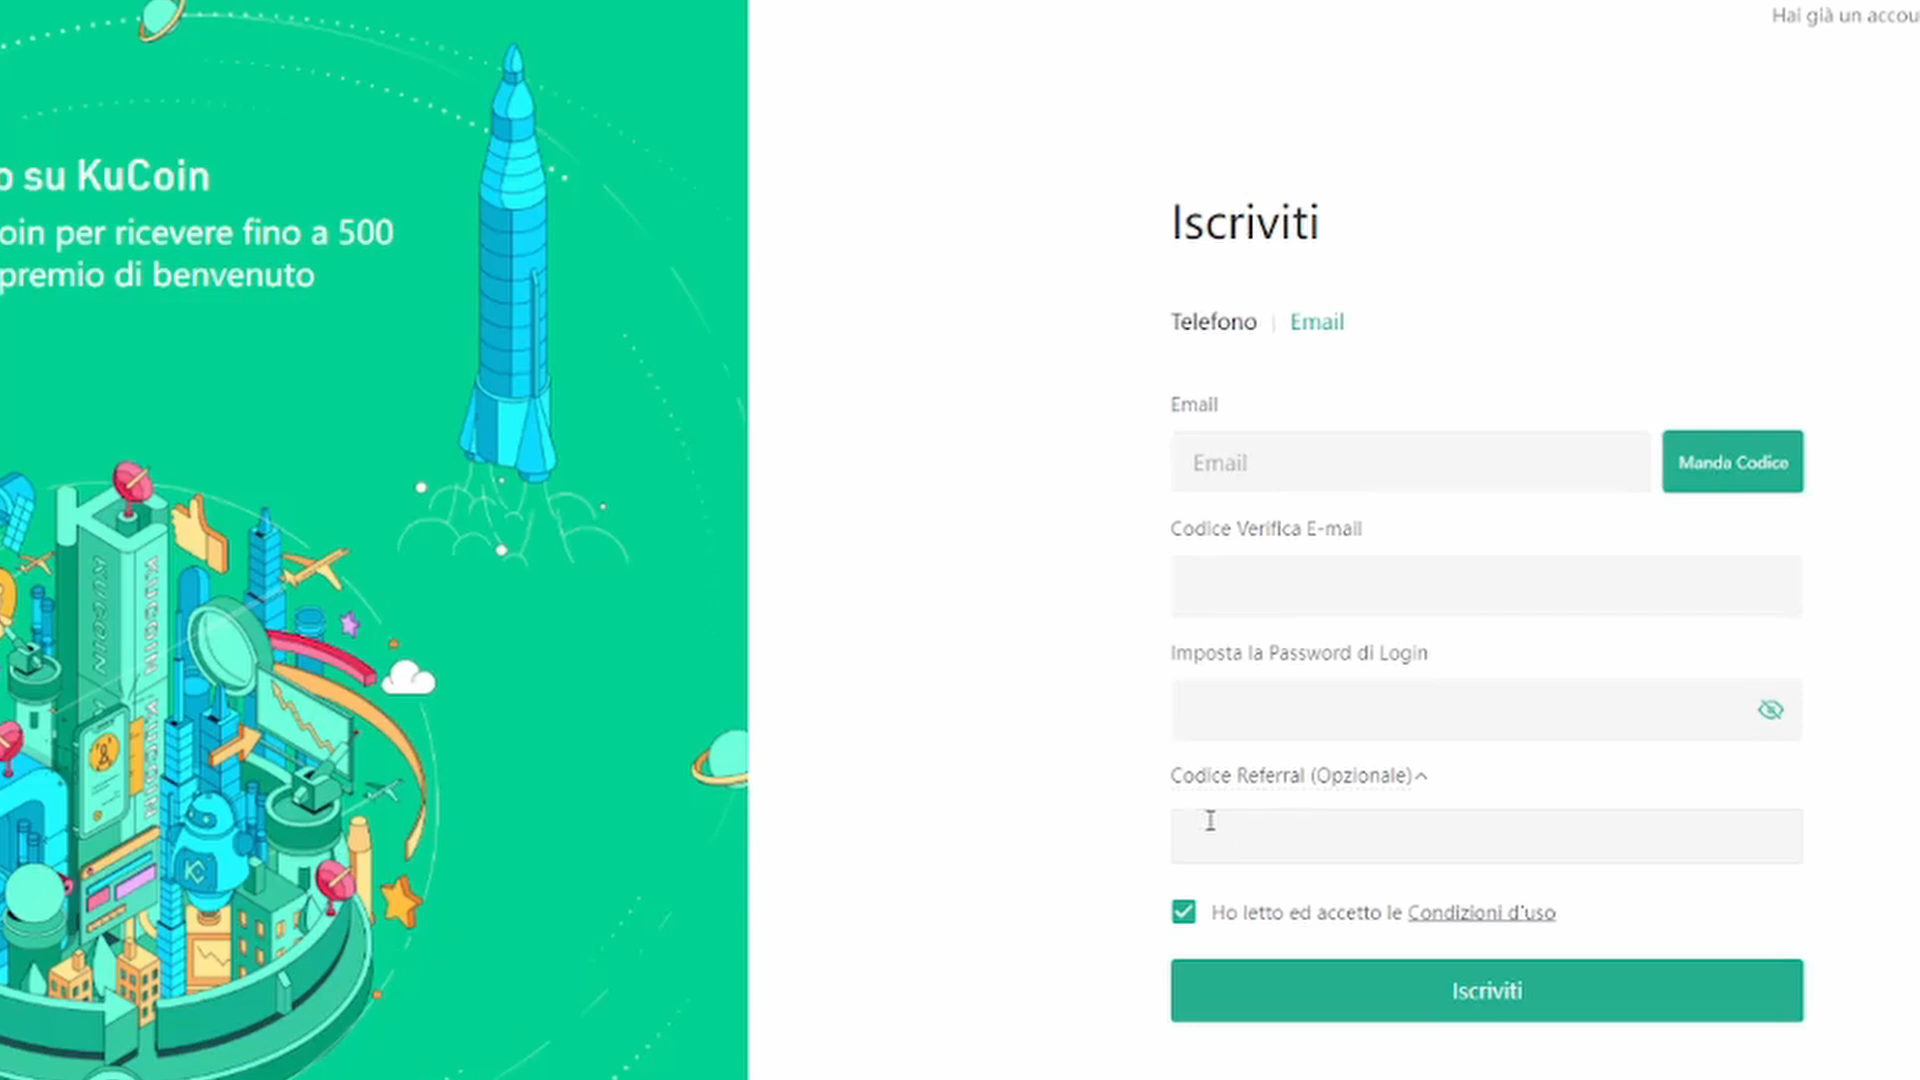 Hai già un accou
o su KuCoin
oin per ricevere fino a 500
premio di benvenuto
Iscriviti
Telefono | Email
Email
Email
Manda Codice
Codice Verifica E-mail
Imposta la Password di Login
Codice Referral (Opzionale)
Ho letto ed accetto le Condizioni d'uso
Iscriviti
KUCOIN
KUCOIN